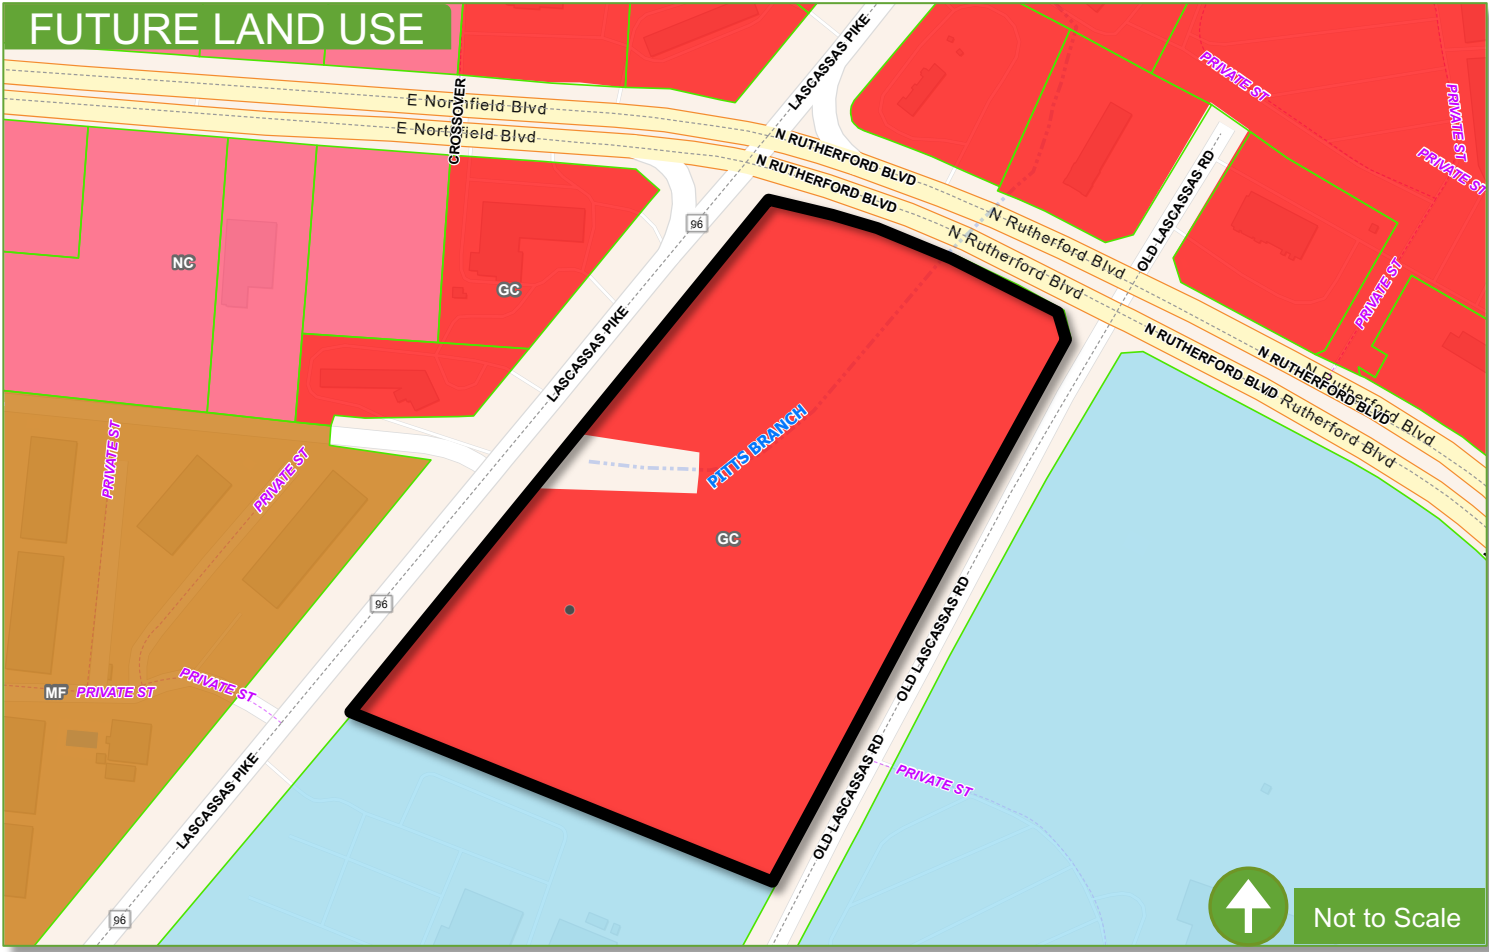 FUTURE LAND USE
LASCASSAS PIKE
PRIVATE ST
PRIVATE ST
PRIVATE ST
CROSSOVER
E Northfield Blvd
E Northfield Blvd
N RUTHERFORD BLVD
N RUTHERFORD BLVD
OLD LASCASSAS RD
96
N Rutherford Blvd
N Rutherford Blvd
NC
GC
PRIVATE ST
LASCASSAS PIKE
N RUTHERFORD BLVD
N RUTHERFORD BLVD
N Rutherford Blvd
N Rutherford Blvd
PITTS BRANCH
PRIVATE ST
PRIVATE ST
GC
96
OLD LASCASSAS RD
MF
PRIVATE ST
PRIVATE ST
LASCASSAS PIKE
OLD LASCASSAS RD
PRIVATE ST
96
Not to Scale